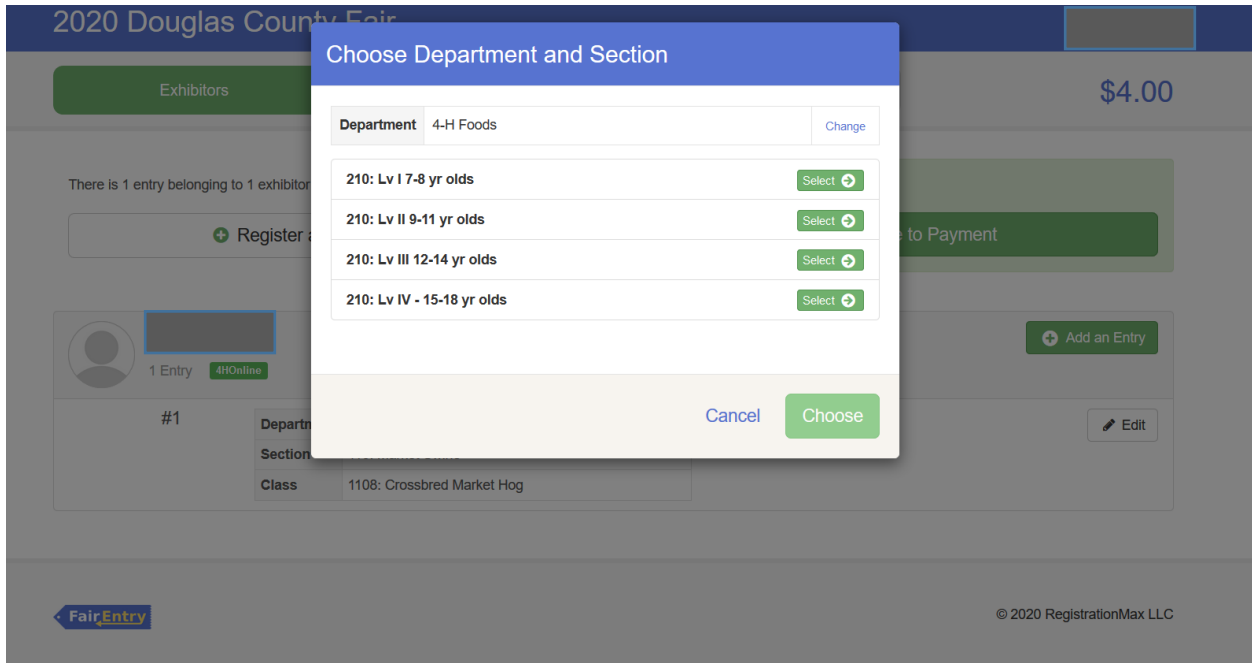 2020 Douglas County Fair
Choose Department and Section
Exhibitors
$4.00
Department 4-H Foods Change
There is 1 entry belonging to 1 exhibitor
210: Lv I 7-8 yr olds Select
210: Lv II 9-11 yr olds Select
Register
to Payment
210: Lv III 12-14 yr olds Select
210: Lv IV - 15-18 yr olds Select
Add an Entry
1 Entry 4HOnline
Cancel Choose
#1
Departm
Edit
Section
Class 1108: Crossbred Market Hog
FairEntry
© 2020 RegistrationMax LLC